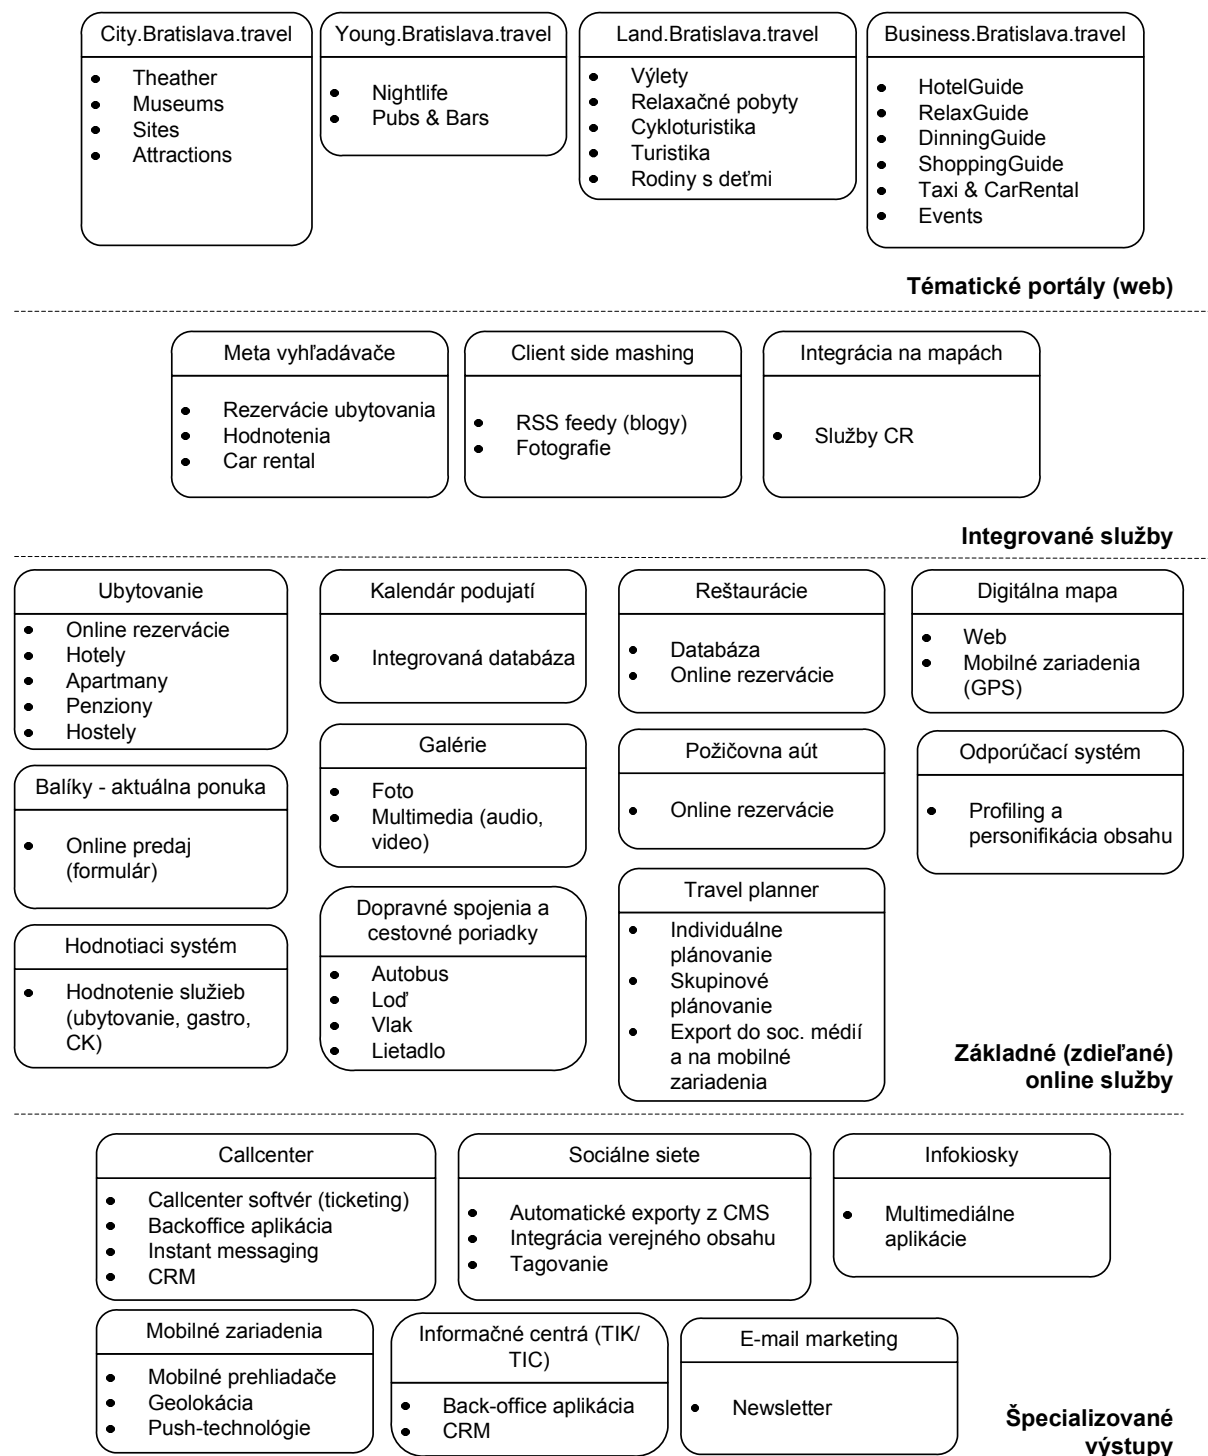 City.Bratislava.travel
Theather
Museums
Sites
Attractions
Young.Bratislava.travel
Nightlife
Pubs & Bars
Land.Bratislava.travel
Výlety
Relaxačné pobyty
Cykloturistika
Turistika
Rodiny s deťmi
Business.Bratislava.travel
HotelGuide
RelaxGuide
DinningGuide
ShoppingGuide
Taxi & CarRental
Events
Tématické portály (web)
Meta vyhľadávače
Rezervácie ubytovania
Hodnotenia
Car rental
Client side mashing
RSS feedy (blogy)
Fotografie
Integrácia na mapách
Služby CR
Integrované služby
Ubytovanie
Online rezervácie
Hotely
Apartmany
Penziony
Hostely
Kalendár podujatí
Integrovaná databáza
Reštaurácie
Databáza
Online rezervácie
Digitálna mapa
Web
Mobilné zariadenia
(GPS)
Balíky - aktuálna ponuka
Online predaj
(formulár)
Galérie
Foto
Multimedia (audio,
video)
Požičovna aút
Online rezervácie
Odporúčací systém
Profiling a
personifikácia obsahu
Hodnotiaci systém
Hodnotenie služieb
(ubytovanie, gastro,
CK)
Dopravné spojenia a
cestovné poriadky
Autobus
Loď
Vlak
Lietadlo
Travel planner
Individuálne
plánovanie
Skupinové
plánovanie
Export do soc. médií
a na mobilné
zariadenia
Základné (zdieľané)
online služby
Callcenter
Callcenter softvér (ticketing)
Backoffice aplikácia
Instant messaging
CRM
Sociálne siete
Automatické exporty z CMS
Integrácia verejného obsahu
Tagovanie
Infokiosky
Multimediálne
aplikácie
Mobilné zariadenia
Mobilné prehliadače
Geolokácia
Push-technológie
Informačné centrá (TIK/
TIC)
Back-office aplikácia
CRM
E-mail marketing
Newsletter
Špecializované
výstupy